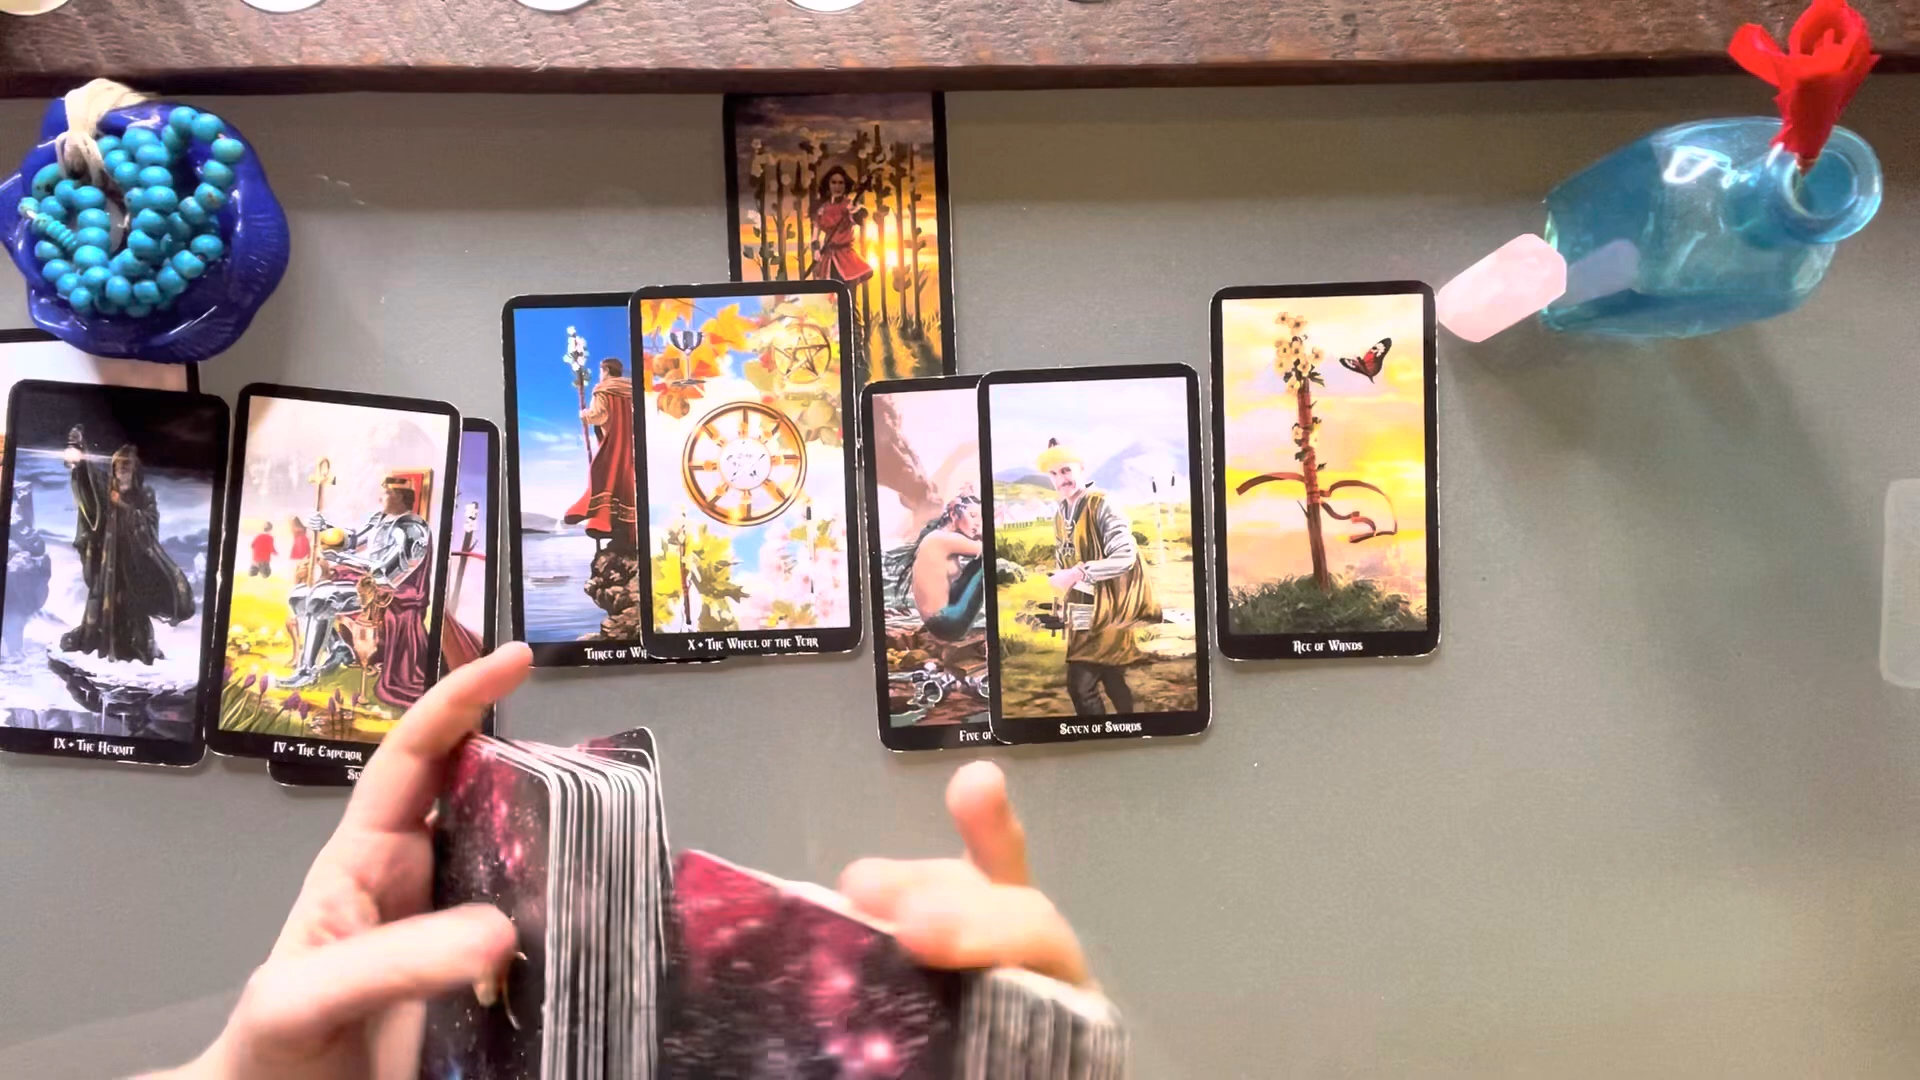 IX • The Hermit
IV • The Emperor
Three of
X • The Wheel of the Year
Five of
Seven of Swords
Ace of Wands